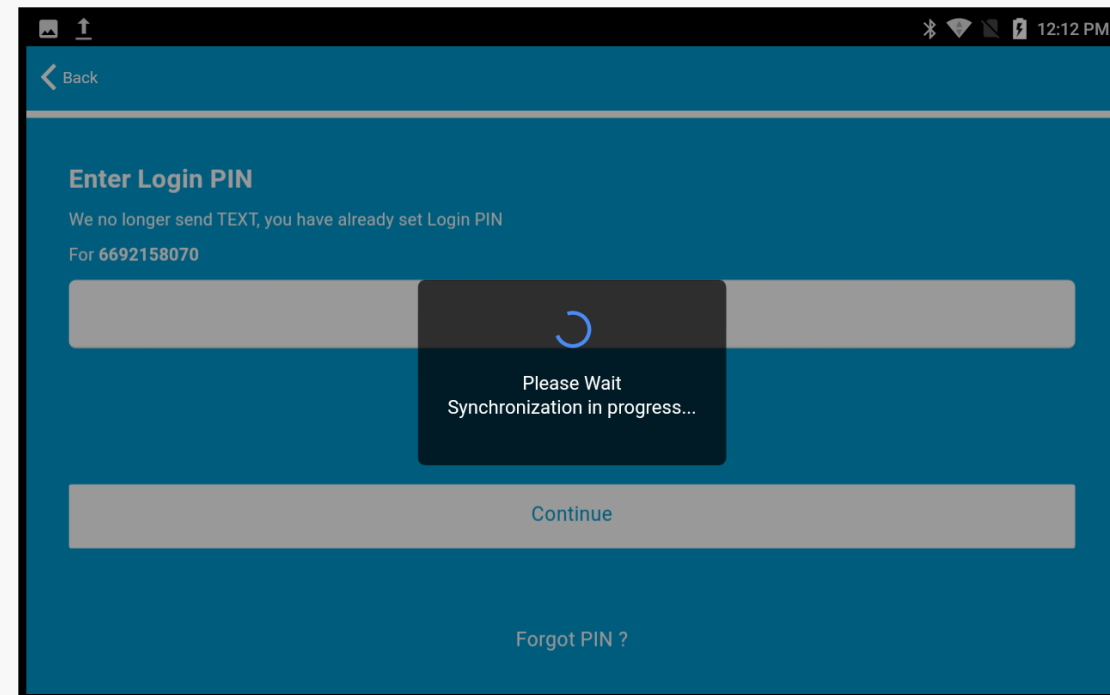 12:12 PM
Back
Enter Login PIN
We no longer send TEXT, you have already set Login PIN
For 6692158070
Please Wait
Synchronization in progress...
Continue
Forgot PIN ?